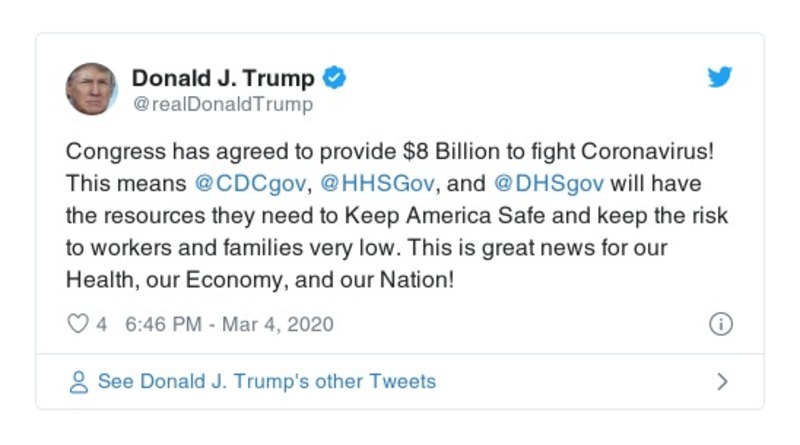 Donald J. Trump
@realDonaldTrump
Congress has agreed to provide $8 Billion to fight Coronavirus!
This means @CDCgov, @HHSGov, and @DHSgov will have
the resources they need to Keep America Safe and keep the risk
to workers and families very low. This is great news for our
Health, our Economy, and our Nation!
4 6:46 PM - Mar 4, 2020
See Donald J. Trump's other Tweets